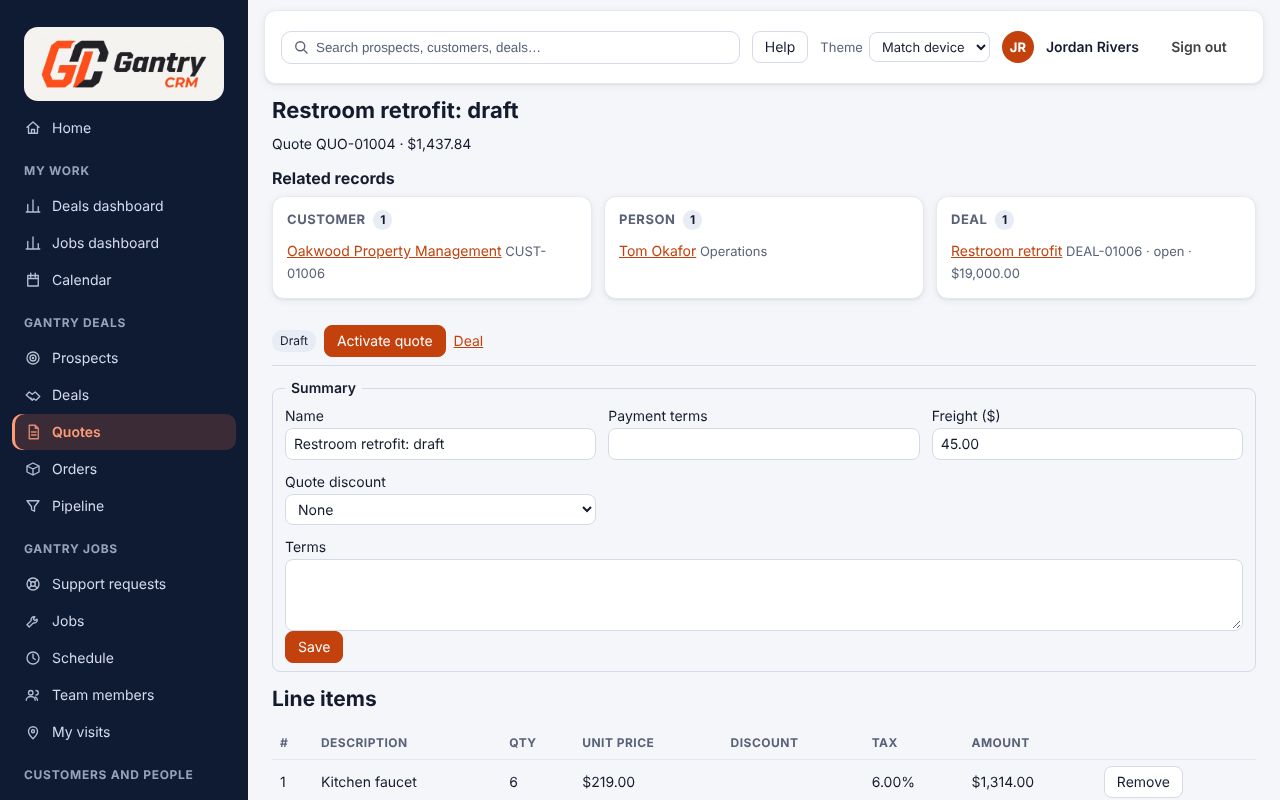 GC Gantry
CRM
Search prospects, customers, deals…
Help
Theme
Match device
JR
Jordan Rivers
Sign out
Home
MY WORK
Deals dashboard
Jobs dashboard
Calendar
GANTRY DEALS
Prospects
Deals
Quotes
Orders
Pipeline
GANTRY JOBS
Support requests
Jobs
Schedule
Team members
My visits
CUSTOMERS AND PEOPLE
Restroom retrofit: draft
Quote QUO-01004 · $1,437.84
Related records
CUSTOMER 1
Oakwood Property Management CUST-
01006
PERSON 1
Tom Okafor Operations
DEAL 1
Restroom retrofit DEAL-01006 · open ·
$19,000.00
Draft
Activate quote
Deal
Summary
Name
Restroom retrofit: draft
Payment terms
Freight ($)
45.00
Quote discount
None
Terms
Save
Line items
# DESCRIPTION QTY UNIT PRICE DISCOUNT TAX AMOUNT
1 Kitchen faucet 6 $219.00 6.00% $1,314.00 Remove